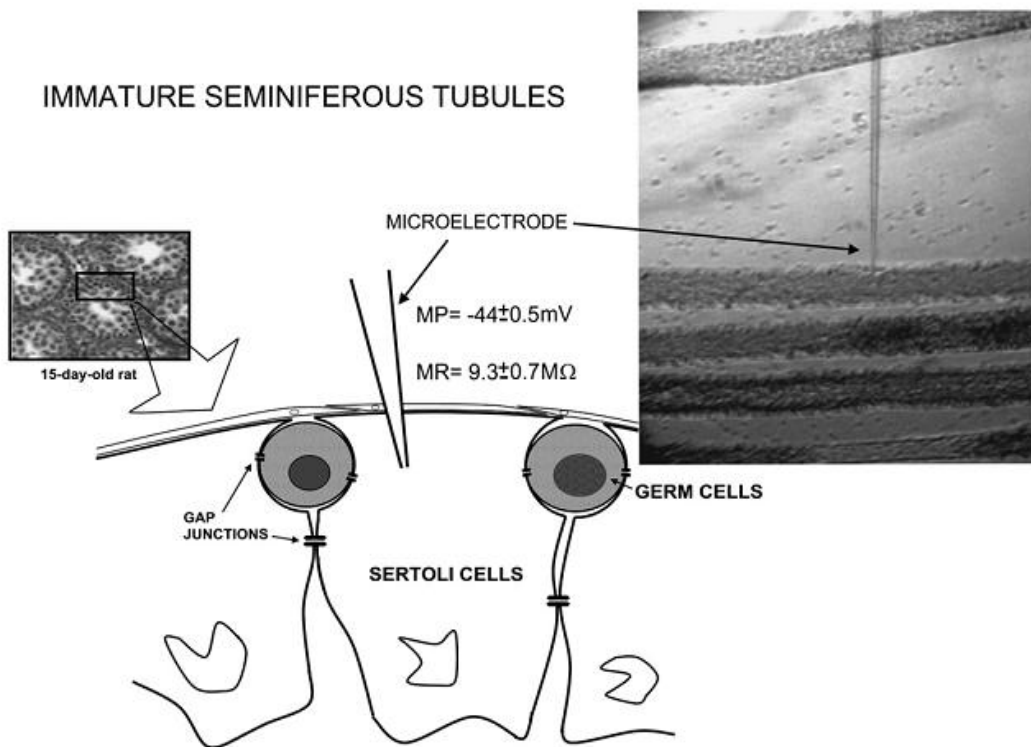 IMMATURE SEMINIFEROUS TUBULES
MICROELECTRODE
MP= -44±0.5mV
MR= 9.3±0.7MΩ
15-day-old rat
GERM CELLS
GAP
JUNCTIONS
SERTOLI CELLS